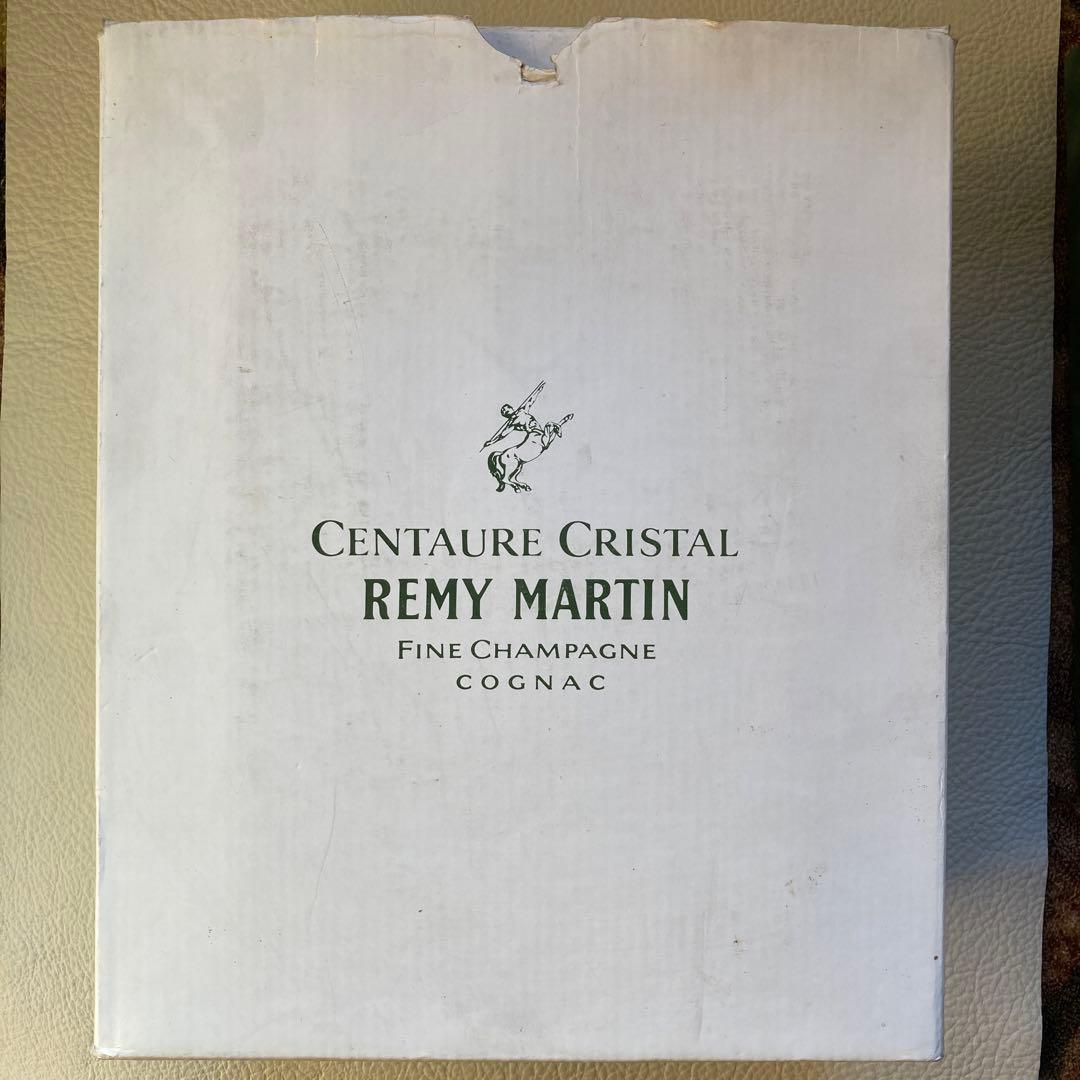 CENTAURE CRISTAL
REMY MARTIN
FINE CHAMPAGNE
COGNAC